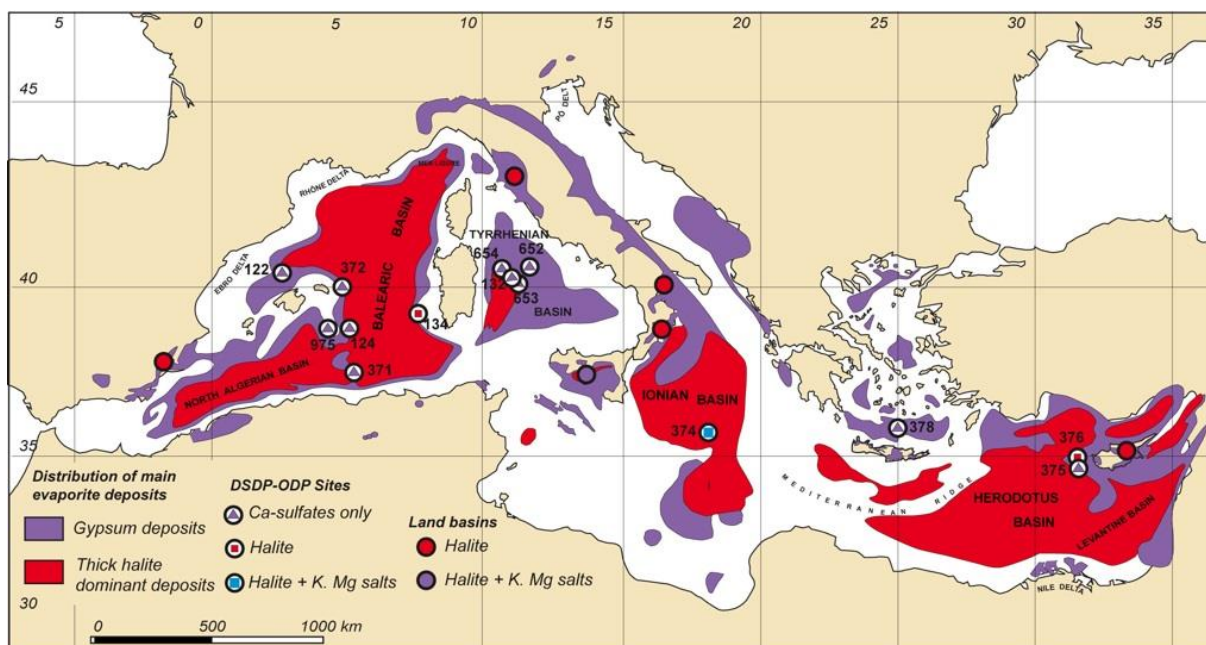 5 0 5 10 15 20 25 30 35
45
PO DELT
MER LIGURE
RHÔNE DELTA
BASIN
TYRRHENIAN
EBRO DELTA
122
372
654
652
40
132
653
BALEARIC
134
BASIN
975
124
371
NORTH ALGERIAN BASIN
IONIAN
BASIN
374
378
376
35
375
MEDITERRANEAN
RIDGE
HERODOTUS
BASIN
LEVANTINE BASIN
NILE DELTA
Distribution of main
evaporite deposits
Gypsum deposits
Thick halite
dominant deposits
DSDP-ODP Sites
Ca-sulfates only
Halite
Halite + K. Mg salts
Land basins
Halite
Halite + K. Mg salts
30
0 500 1000 km